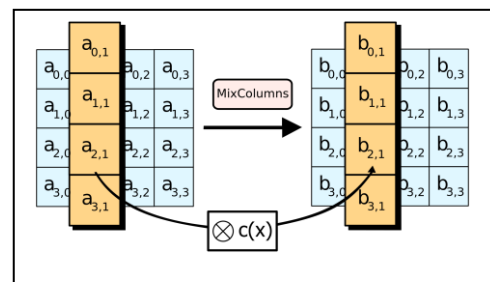 a0,1 b0,1
a0,0 a0,2 a0,3 b0,0 b0,2 b0,3
MixColumns
a1,1 b1,1
a1,0 a1,2 a1,3 b1,0 b1,2 b1,3
a2,1 b2,1
a2,0 a2,2 a2,3 b2,0 b2,2 b2,3
a3,0 a3,2 a3,3 b3,0 b3,2 b3,3
a3,1 b3,1
⊗ c(x)